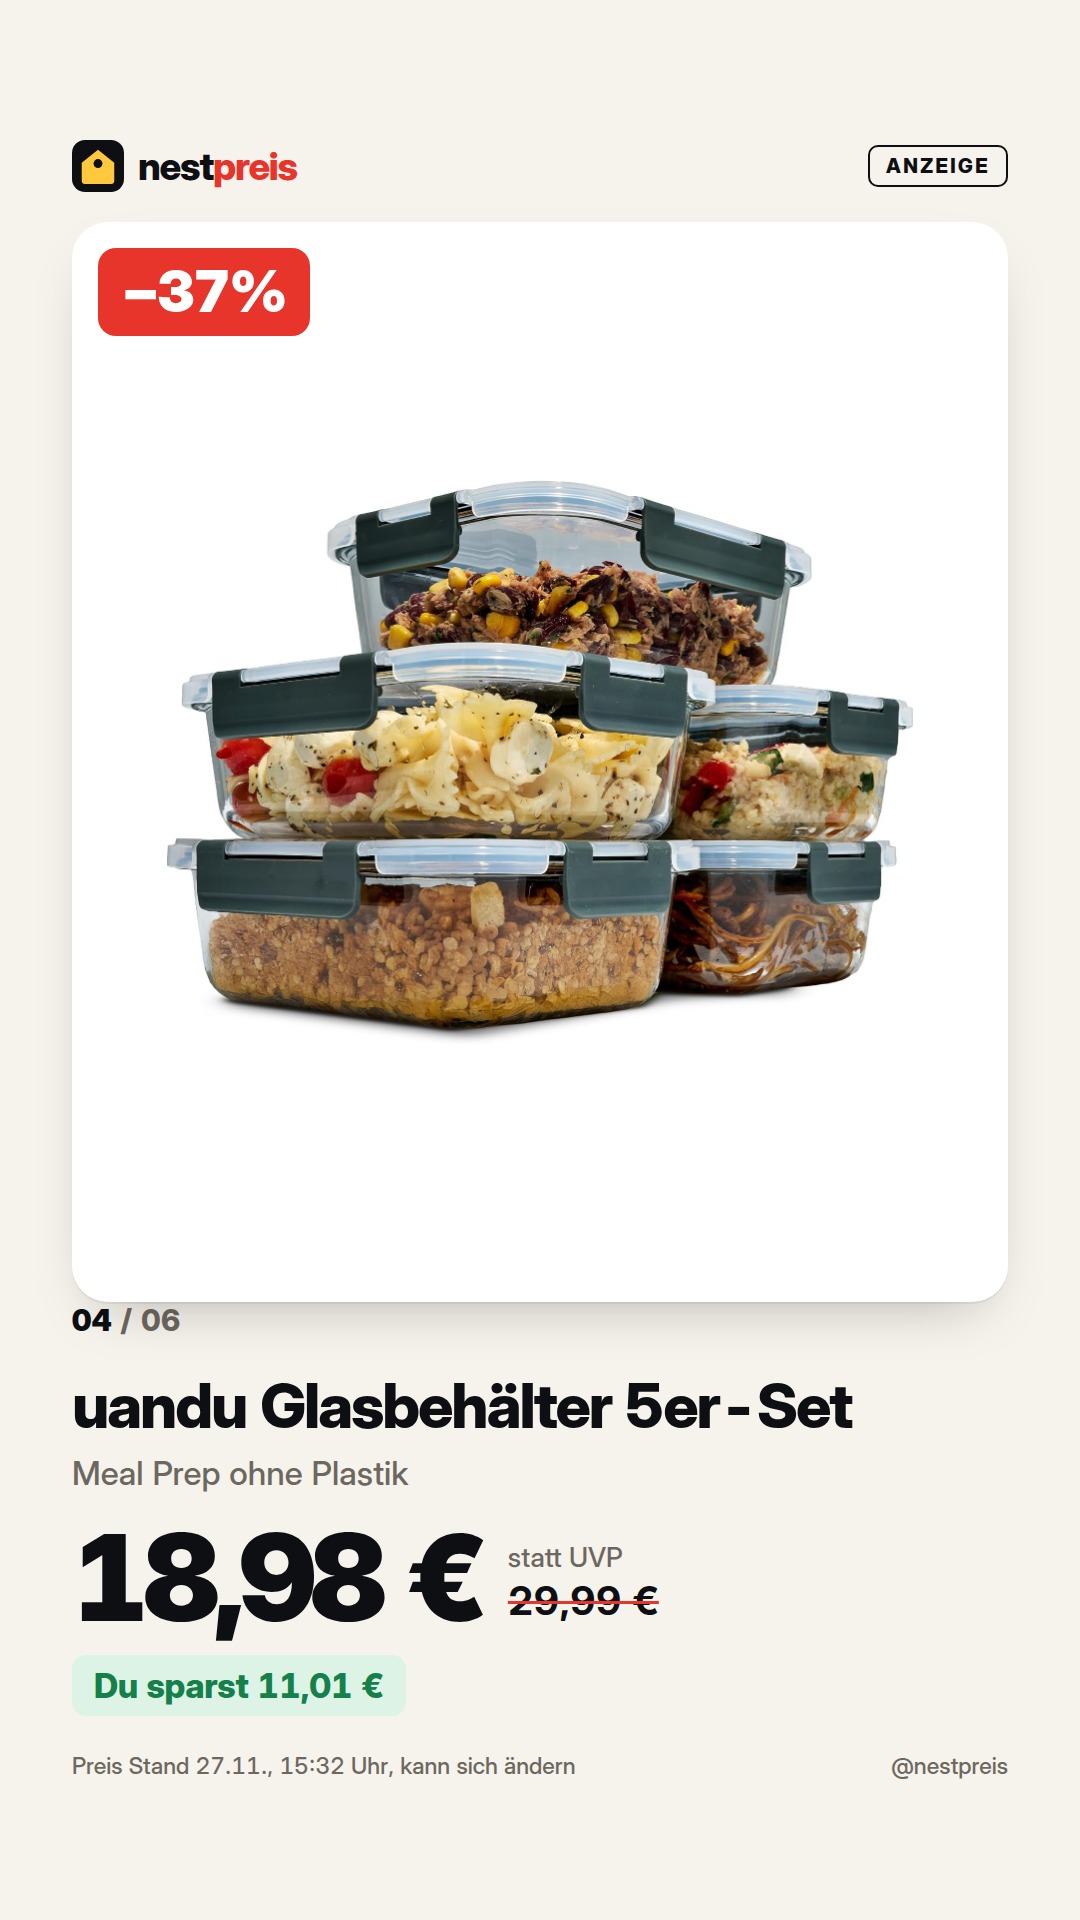 nestpreis
ANZEIGE
–37%
04 / 06
uandu Glasbehälter 5er-Set
Meal Prep ohne Plastik
18,98 €
statt UVP
29,99 €
Du sparst 11,01 €
Preis Stand 27.11., 15:32 Uhr, kann sich ändern
@nestpreis